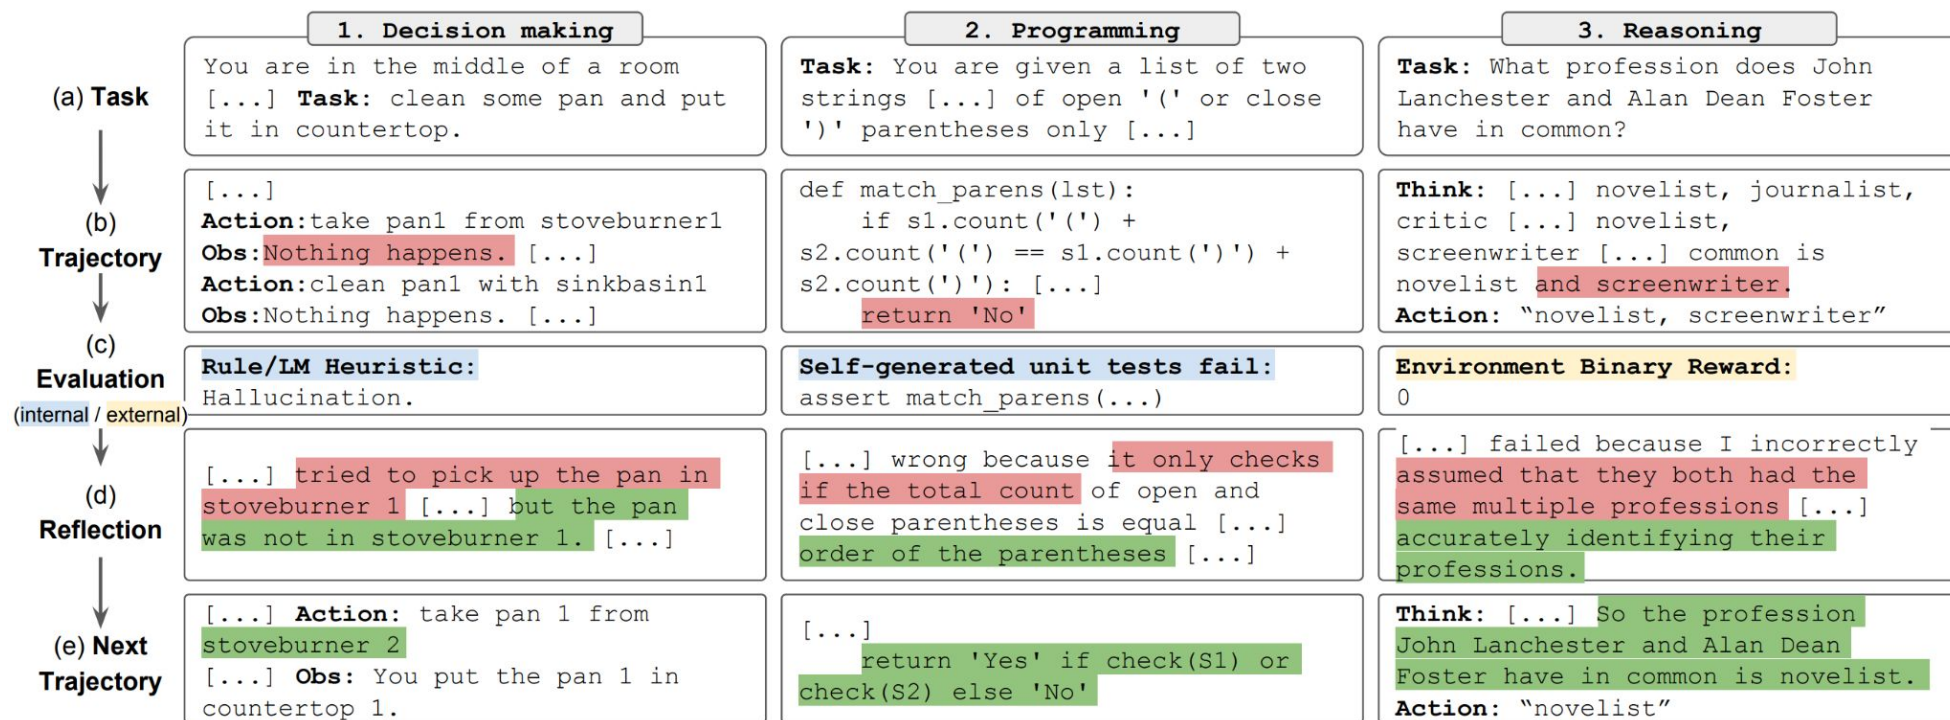 1. Decision making
2. Programming
3. Reasoning
(a) Task
You are in the middle of a room
[...] Task: clean some pan and put
it in countertop.
Task: You are given a list of two
strings [...] of open '(' or close
')' parentheses only [...]
Task: What profession does John
Lanchester and Alan Dean Foster
have in common?
(b)
Trajectory
[...]
Action:take pan1 from stoveburner1
Obs:Nothing happens. [...]
Action:clean pan1 with sinkbasin1
Obs:Nothing happens. [...]
def match_parens(lst):
    if s1.count('(') +
s2.count('(') == s1.count(')') +
s2.count(')'): [...]
    return 'No'
Think: [...] novelist, journalist,
critic [...] novelist,
screenwriter [...] common is
novelist and screenwriter.
Action: “novelist, screenwriter”
(c)
Evaluation
(internal / external)
Rule/LM Heuristic:
Hallucination.
Self-generated unit tests fail:
assert match_parens(...)
Environment Binary Reward:
0
(d)
Reflection
[...] tried to pick up the pan in
stoveburner 1 [...] but the pan
was not in stoveburner 1. [...]
[...] wrong because it only checks
if the total count of open and
close parentheses is equal [...]
order of the parentheses [...]
[...] failed because I incorrectly
assumed that they both had the
same multiple professions [...]
accurately identifying their
professions.
(e) Next
Trajectory
[...] Action: take pan 1 from
stoveburner 2
[...] Obs: You put the pan 1 in
countertop 1.
[...]
    return 'Yes' if check(S1) or
check(S2) else 'No'
Think: [...] So the profession
John Lanchester and Alan Dean
Foster have in common is novelist.
Action: “novelist”